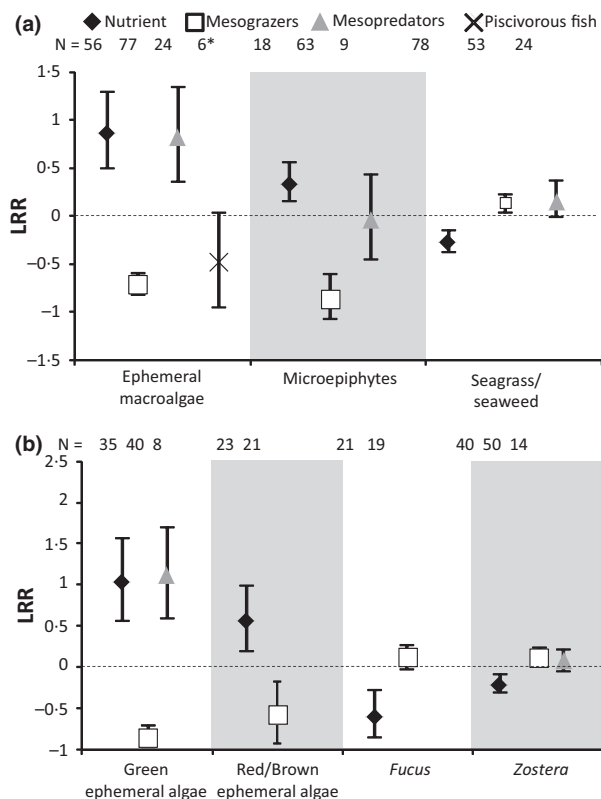 (a) Nutrient Mesograzers Mesopredators Piscivorous fish
N = 56 77 24 6* 18 63 9 78 53 24
1·5
1
0·5
0
−0·5
−1
−1·5
LRR
Ephemeral macroalgae
Microepiphytes
Seagrass/ seaweed
(b) N = 35 40 8 23 21 21 19 40 50 14
2·5
2
1·5
1
0·5
0
−0·5
−1
LRR
Green ephemeral algae
Red/Brown ephemeral algae
Fucus
Zostera